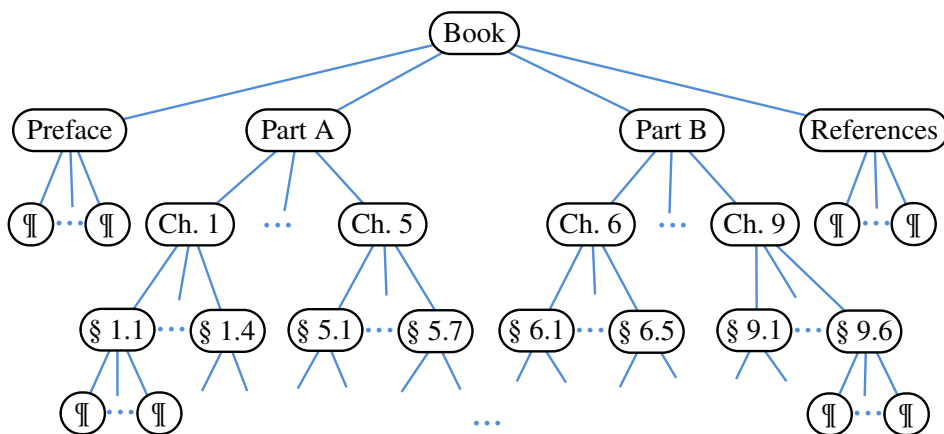 Book
Preface Part A Part B References
¶ ... ¶ Ch. 1 ... Ch. 5 Ch. 6 ... Ch. 9 ¶ ... ¶
§ 1.1 ... § 1.4 § 5.1 ... § 5.7 § 6.1 ... § 6.5 § 9.1 ... § 9.6
¶ ... ¶ ... ¶ ... ¶